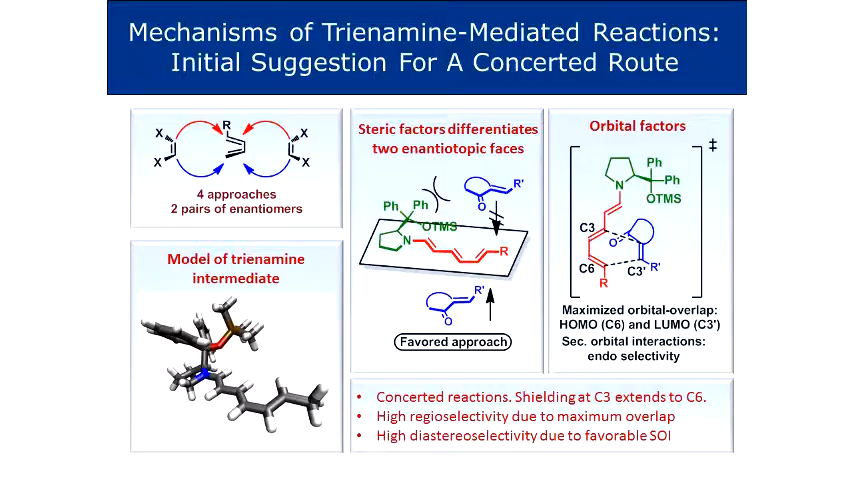 Mechanisms of Trienamine-Mediated Reactions:
Initial Suggestion For A Concerted Route
R
X
X
X
X
4 approaches
2 pairs of enantiomers
Model of trienamine
intermediate
Steric factors differentiates
two enantiotopic faces
R'
O
Ph
Ph
OTMS
N
R
R'
O
Favored approach
Orbital factors
‡
Ph
Ph
N
OTMS
C3
O
C6
C3'
R'
R
Maximized orbital-overlap:
HOMO (C6) and LUMO (C3')
Sec. orbital interactions:
endo selectivity
• Concerted reactions. Shielding at C3 extends to C6.
• High regioselectivity due to maximum overlap
• High diastereoselectivity due to favorable SOI